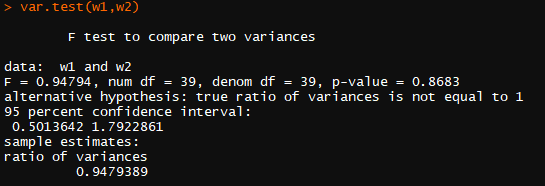 > var.test(w1,w2)
F test to compare two variances
data:  w1 and w2
F = 0.94794, num df = 39, denom df = 39, p-value = 0.8683
alternative hypothesis: true ratio of variances is not equal to 1
95 percent confidence interval:
0.5013642 1.7922861
sample estimates:
ratio of variances
0.9479389